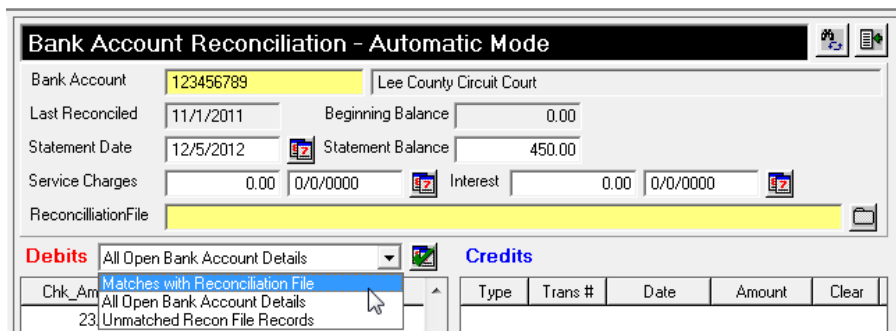 Bank Account Reconciliation - Automatic Mode
Bank Account 123456789 Lee County Circuit Court
Last Reconciled 11/1/2011 Beginning Balance 0.00
Statement Date 12/5/2012 Statement Balance 450.00
Service Charges 0.00 0/0/0000 Interest 0.00 0/0/0000
ReconcilliationFile
Debits All Open Bank Account Details Credits
Matches with Reconciliation File
Chk_Am Type Trans # Date Amount Clear
All Open Bank Account Details
23 Unmatched Recon File Records